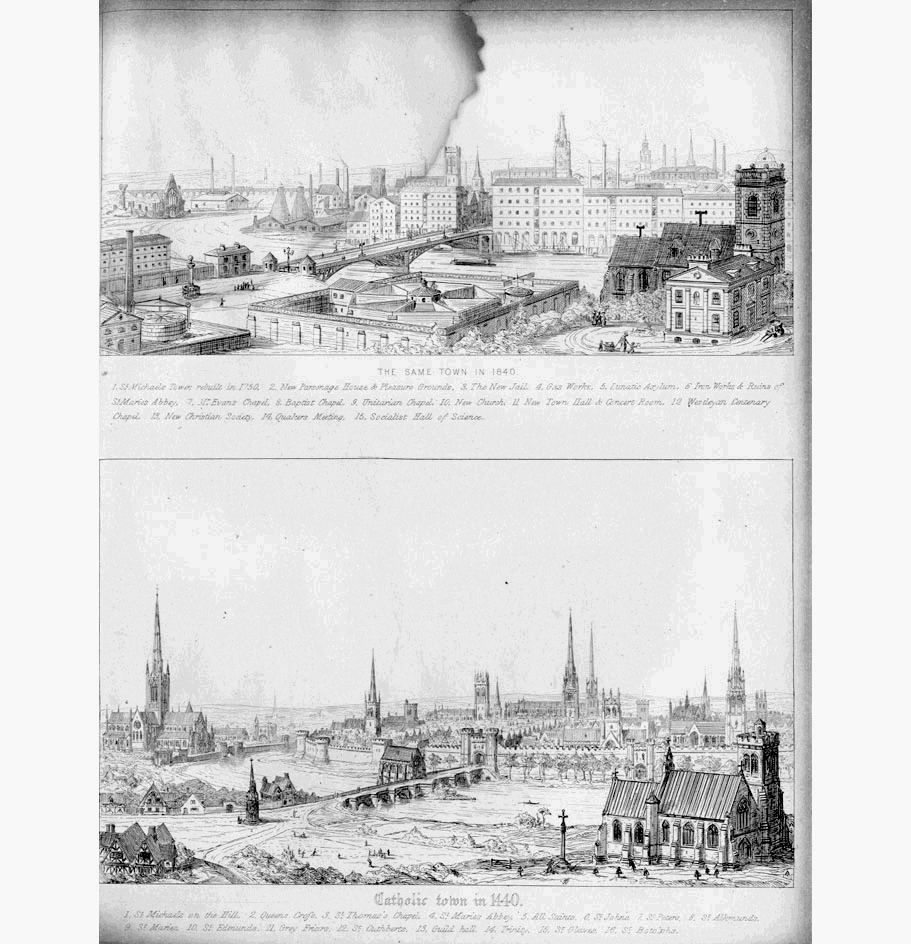 THE SAME TOWN IN 1840.
1. St. Michaels Tower, rebuilt in 1750. 2. New Parsonage House & Pleasure Grounds. 3. The New Jail. 4. Gas Works. 5. Lunatic Asylum. 6 Iron Works & Ruins of
St. Maries Abbey. 7. Mr. Evans Chapel. 8. Baptist Chapel. 9. Unitarian Chapel. 10. New Church. 11 New Town Hall & Concert Room. 12 Wesleyan Centenary
Chapel. 13. New Christian Society. 14. Quakers Meeting. 15. Socialist Hall of Science.
Catholic town in 1440.
1. St. Michaels on the Hill. 2. Queens Cross. 3. St. Thomas's Chapel. 4. St. Maries Abbey. 5. All Saints. 6. St. Johns. 7. St. Peters. 8. St. Alkmunds.
9. St. Maries. 10. St. Edmunds. 11. Grey Friars. 12. St. Cuthberts. 13. Guild hall. 14. Trinity. 15. St. Olaves. 16. St. Botolphs.